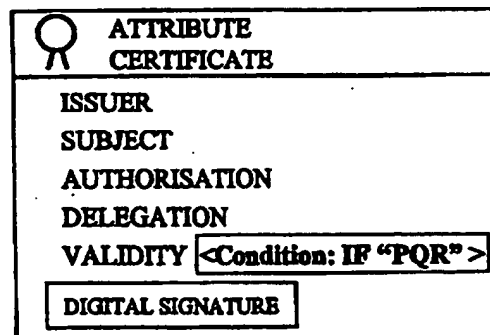 ATTRIBUTE
CERTIFICATE
ISSUER
SUBJECT
AUTHORISATION
DELEGATION
VALIDITY <Condition: IF “PQR” >
DIGITAL SIGNATURE